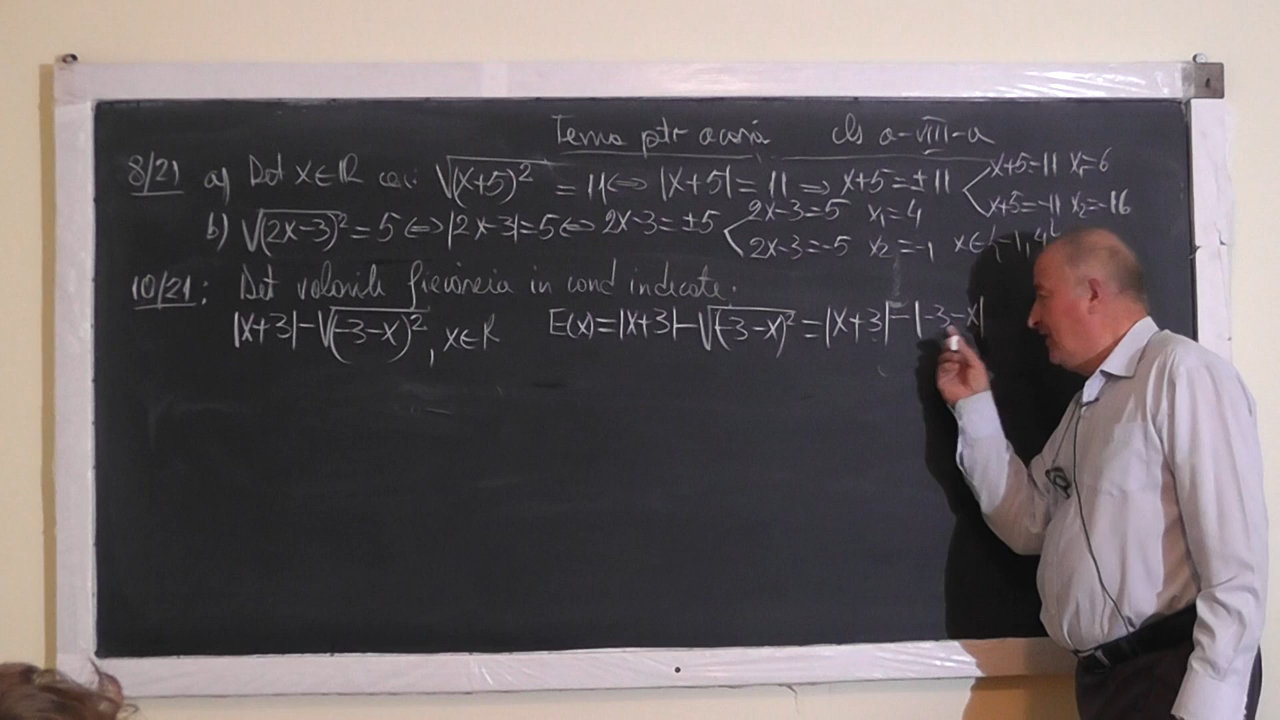 Tema ptr acasă cls a-VIII-a
8/21 a) Det x∈ℝ √(x+5)² = 11 ⇔ |x+5| = 11 ⇒ x+5 = ±11 x+5=11 x₁=6
x+5=-11 x₂=-16
b) √(2x-3)² = 5 ⇔ |2x-3|=5 ⇔ 2x-3=±5 2x-3=5 x₁=4
2x-3=-5 x₂=-1 x∈{-1,4}
10/21: Det valorile fiecăreia in cond indicate.
|x+3|-√(-3-x)², x∈ℝ E(x)=|x+3|-√(-3-x)² = |x+3|-|-3-x|